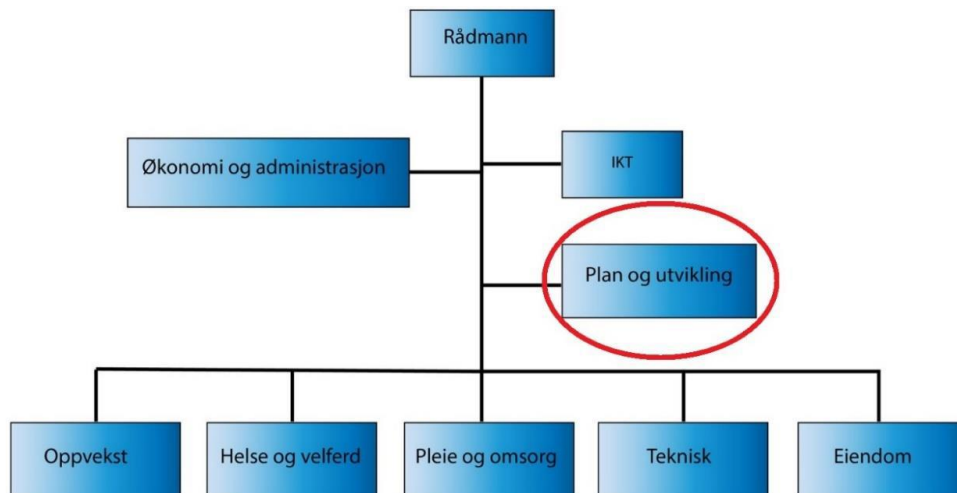 Rådmann
Økonomi og administrasjon
IKT
Plan og utvikling
Oppvekst
Helse og velferd
Pleie og omsorg
Teknisk
Eiendom